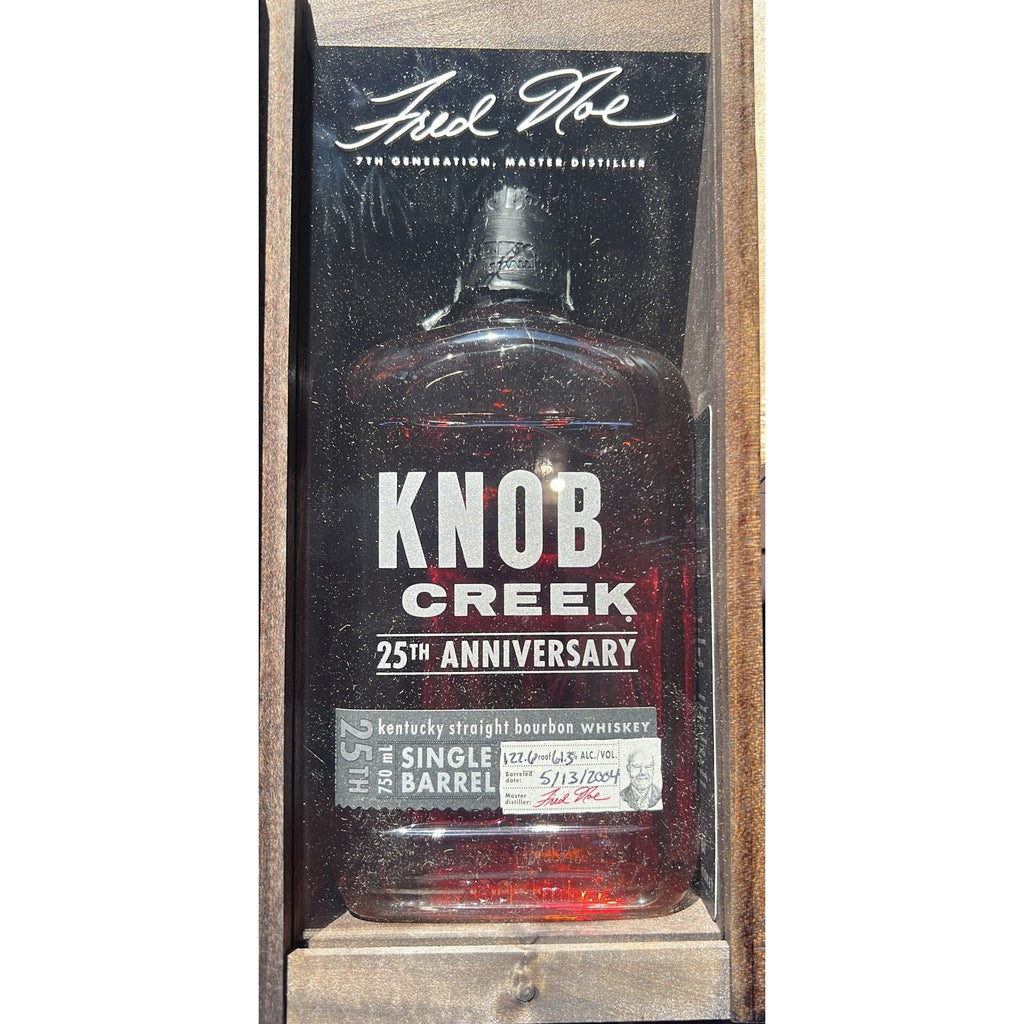 Fred Noe
7TH GENERATION, MASTER DISTILLER
KNOB
CREEK
25TH ANNIVERSARY
25TH
kentucky straight bourbon WHISKEY
750 mL
SINGLE
BARREL
122.6 Proof 61.3% ALC./VOL.
Barreled date: 5/13/2004
Master distiller: Fred Noe